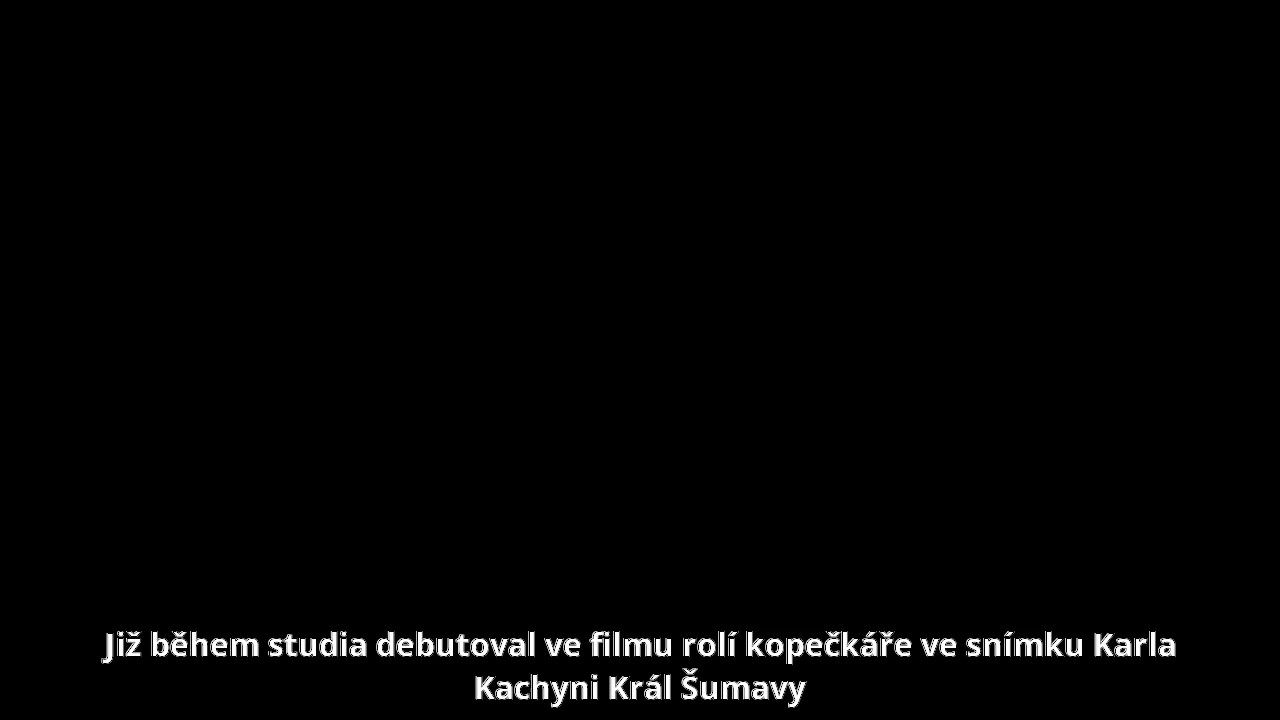 Již během studia debutoval ve filmu rolí kopečkáře ve snímku Karla
Kachyni Král Šumavy